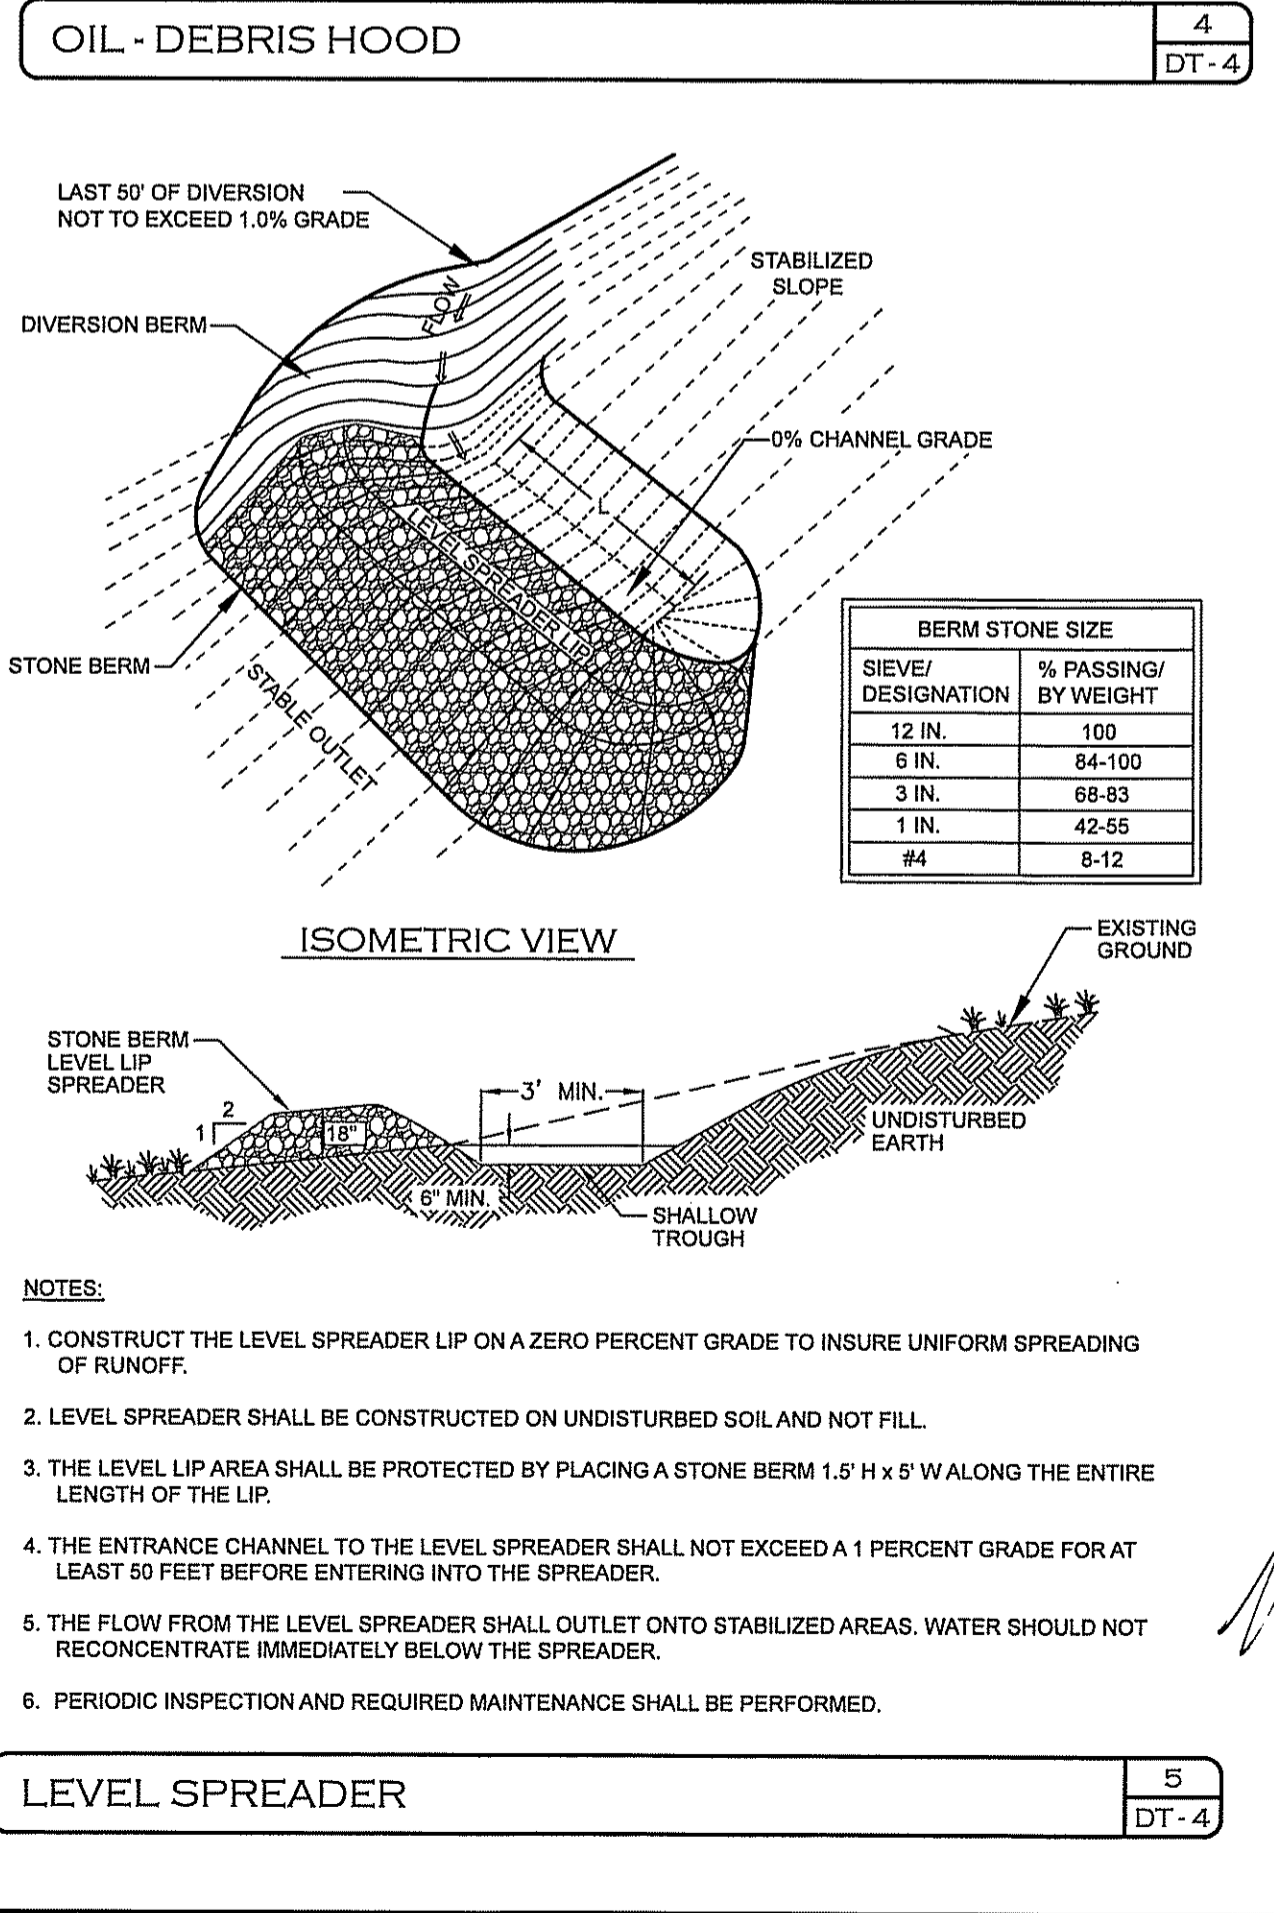 OIL - DEBRIS HOOD
4
DT - 4
LAST 50' OF DIVERSION
NOT TO EXCEED 1.0% GRADE
FLOW
STABILIZED
SLOPE
DIVERSION BERM
0% CHANNEL GRADE
L
LEVEL SPREADER LIP
STONE BERM
STABLE OUTLET
BERM STONE SIZE
SIEVE/ % PASSING/
DESIGNATION BY WEIGHT
12 IN. 100
6 IN. 84-100
3 IN. 68-83
1 IN. 42-55
#4 8-12
ISOMETRIC VIEW
EXISTING
GROUND
STONE BERM
LEVEL LIP
SPREADER
2
1
18"
3' MIN.
UNDISTURBED
EARTH
6" MIN.
SHALLOW
TROUGH
NOTES:
1. CONSTRUCT THE LEVEL SPREADER LIP ON A ZERO PERCENT GRADE TO INSURE UNIFORM SPREADING
OF RUNOFF.
2. LEVEL SPREADER SHALL BE CONSTRUCTED ON UNDISTURBED SOIL AND NOT FILL.
3. THE LEVEL LIP AREA SHALL BE PROTECTED BY PLACING A STONE BERM 1.5' H x 5' W ALONG THE ENTIRE
LENGTH OF THE LIP.
4. THE ENTRANCE CHANNEL TO THE LEVEL SPREADER SHALL NOT EXCEED A 1 PERCENT GRADE FOR AT
LEAST 50 FEET BEFORE ENTERING INTO THE SPREADER.
5. THE FLOW FROM THE LEVEL SPREADER SHALL OUTLET ONTO STABILIZED AREAS. WATER SHOULD NOT
RECONCENTRATE IMMEDIATELY BELOW THE SPREADER.
6. PERIODIC INSPECTION AND REQUIRED MAINTENANCE SHALL BE PERFORMED.
LEVEL SPREADER
5
DT - 4